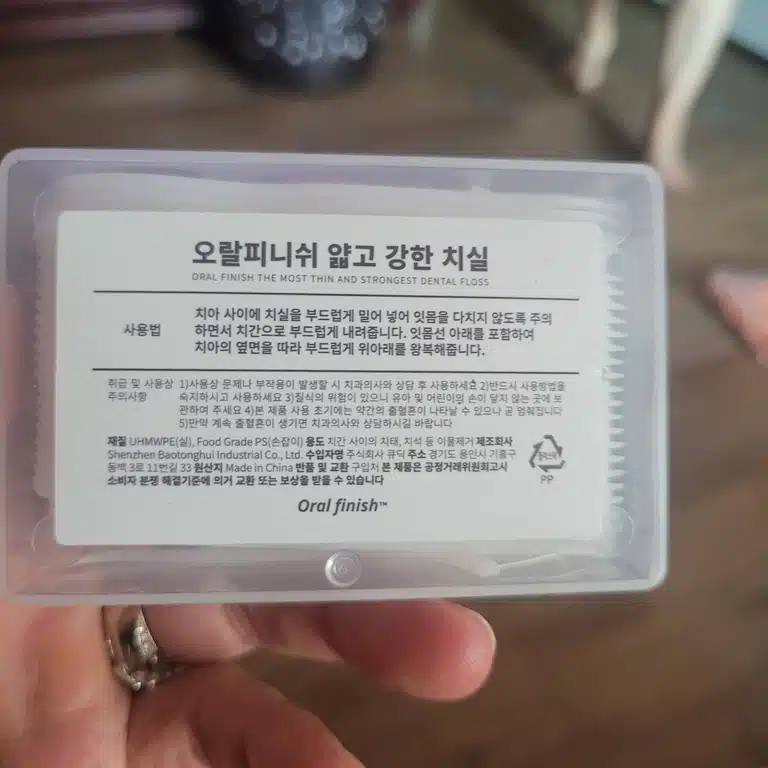 오랄피니쉬 얇고 강한 치실
ORAL FINISH THE MOST THIN AND STRONGEST DENTAL FLOSS
사용법
치아 사이에 치실을 부드럽게 밀어 넣어 잇몸을 다치지 않도록 주의
하면서 치간으로 부드럽게 내려줍니다. 잇몸선 아래를 포함하여
치아의 옆면을 따라 부드럽게 위아래를 왕복해줍니다.
취급 및 사용상
주의사항
1)사용상 문제나 부작용이 발생할 시 치과의사와 상담 후 사용하세요 2)반드시 사용방법을
숙지하시고 사용하세요 3)질식의 위험이 있으니 유아 및 어린이의 손이 닿지 않는 곳에 보
관하여 주세요 4)본 제품 사용 초기에는 약간의 출혈흔이 나타날 수 있으나 곧 멈춰집니다
5)만약 계속 출혈흔이 생기면 치과의사와 상담하시길 바랍니다
재질 UHMWPE(실), Food Grade PS(손잡이) 용도 치간 사이의 치태, 치석 등 이물제거 제조회사
Shenzhen Baotonghui Industrial Co., Ltd. 수입자명 주식회사 큐딕 주소 경기도 용인시 기흥구
동백 3로 11번길 33 원산지 Made in China 반품 및 교환 구입처 본 제품은 공정거래위원회고시
소비자 분쟁 해결기준에 의거 교환 또는 보상을 받을 수 있습니다
플라스틱
PP
Oral finish™